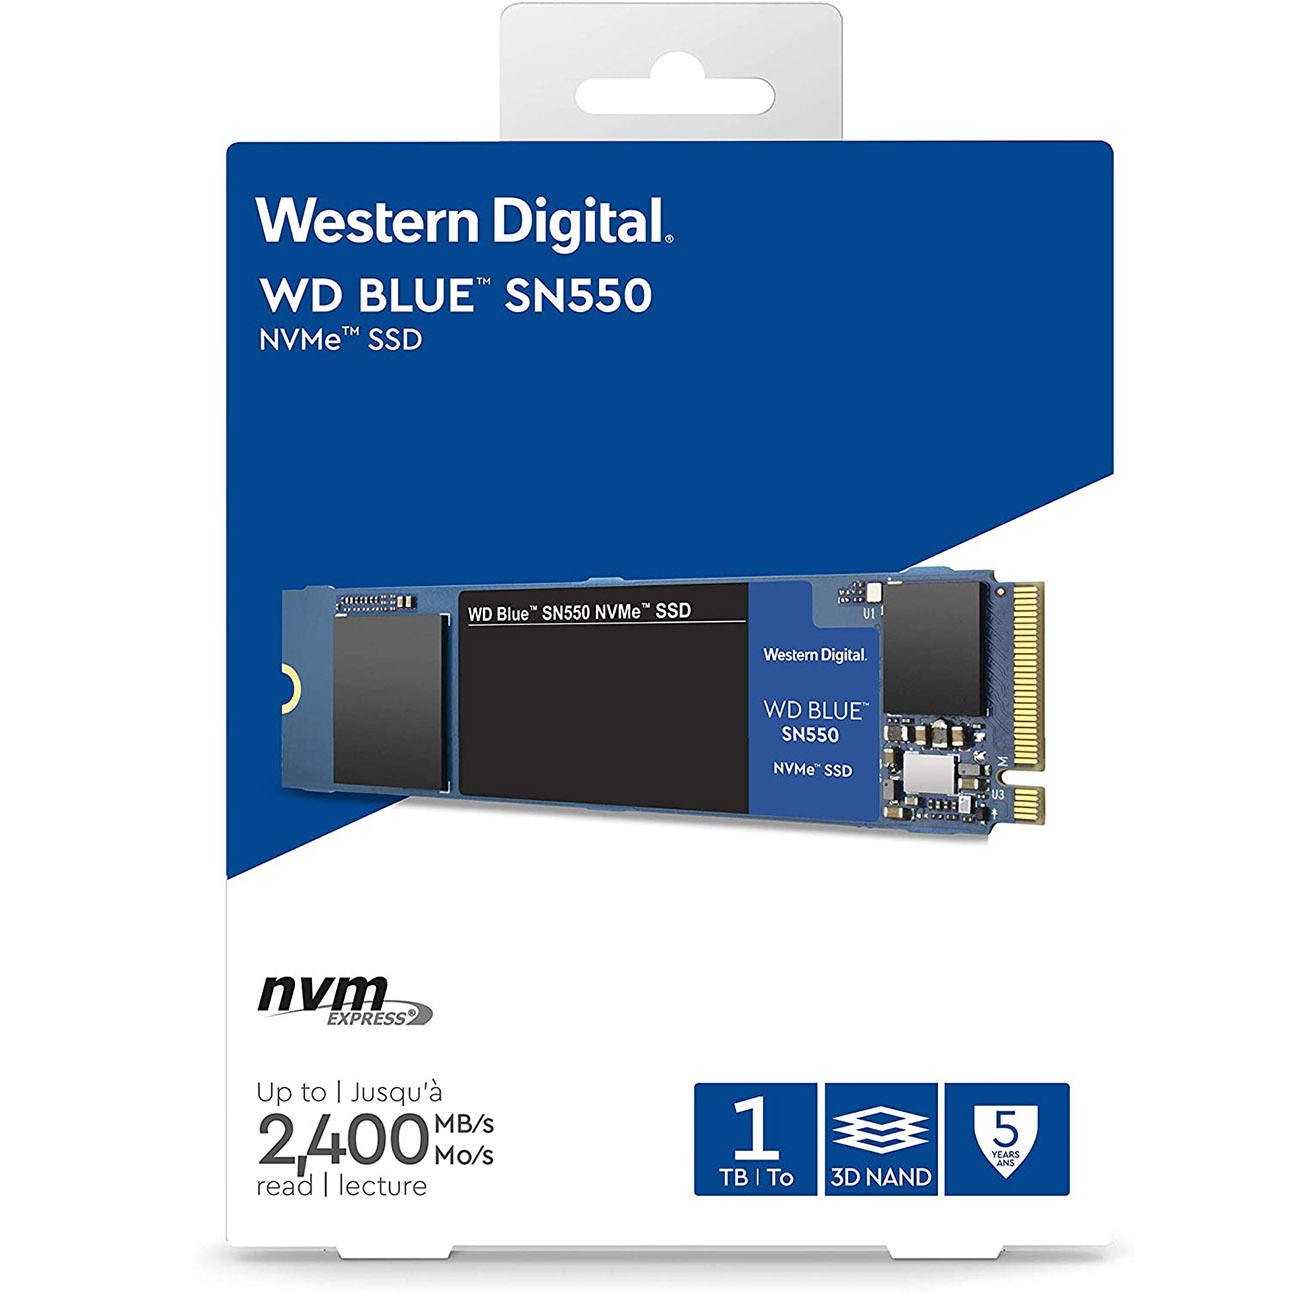 Western Digital®
WD BLUE™ SN550
NVMe™ SSD
WD Blue™ SN550 NVMe™ SSD
U1
1
Western Digital.
WD BLUE™
SN550
NVMe™ SSD
M
U3
nvm
EXPRESS®
Up to | Jusqu'à
2,400 MB/s
Mo/s
read | lecture
1
TB | To
3D NAND
5
YEARS
ANS